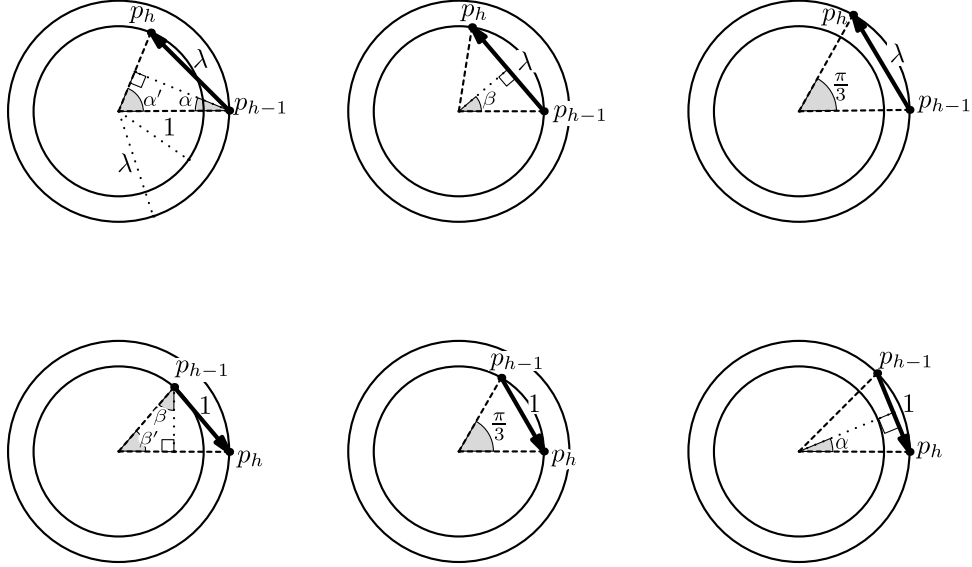 p_h
λ
α′
α
p_{h−1}
1
λ
p_h
λ
β
p_{h−1}
p_h
λ
π/3
p_{h−1}
p_{h−1}
1
β
β′
p_h
p_{h−1}
1
π/3
p_h
p_{h−1}
1
α
p_h